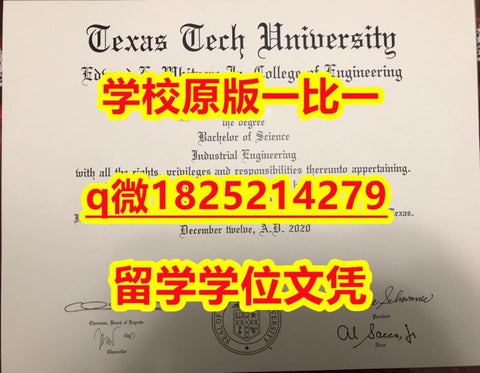 Texas Tech University
College of Engineering
学校原版一比一
the degree
Bachelor of Science
Industrial Engineering
with all the rights, privileges and responsibilities thereunto appertaining.
q微1825214279
Texas.
December twelve, A.D. 2020
留学学位文凭
Chairman, Board of Regents
President
Chancellor
Dean